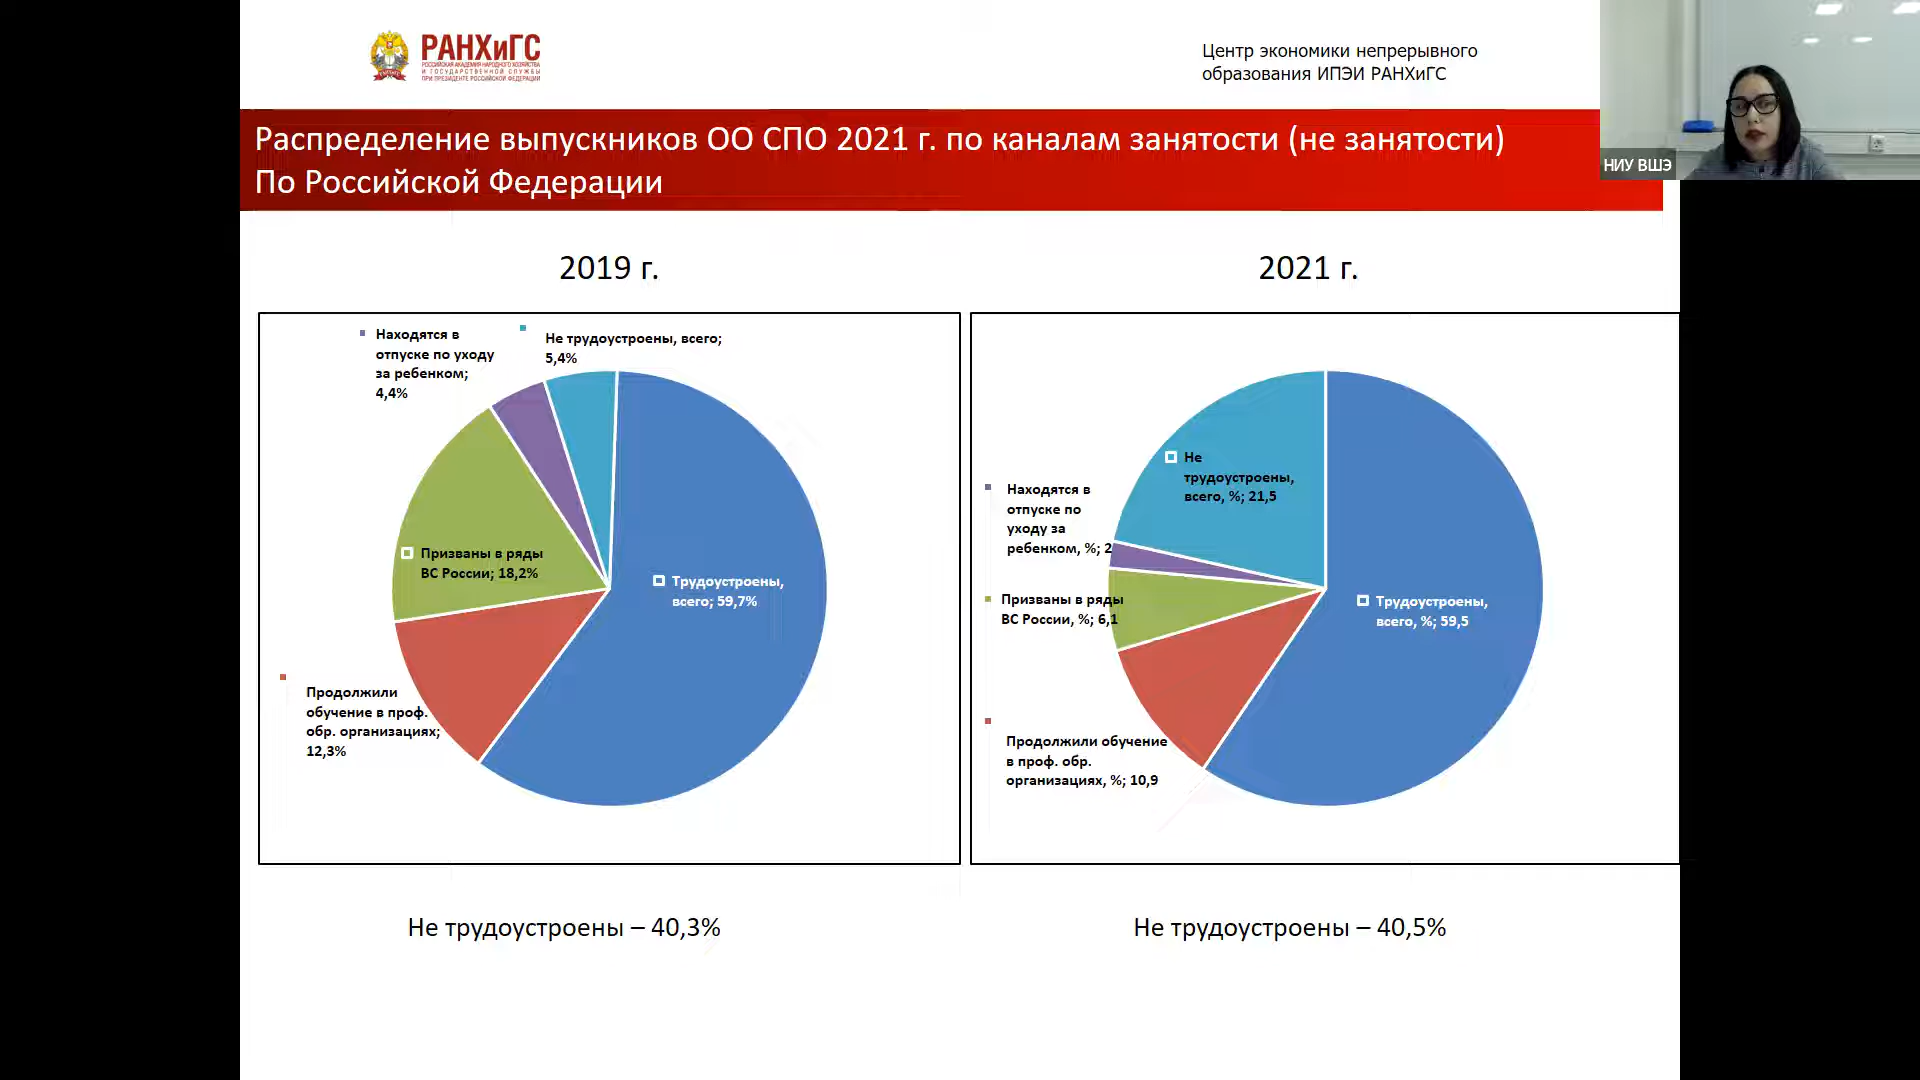 РАНХиГС
РОССИЙСКАЯ АКАДЕМИЯ НАРОДНОГО ХОЗЯЙСТВА
И ГОСУДАРСТВЕННОЙ СЛУЖБЫ
ПРИ ПРЕЗИДЕНТЕ РОССИЙСКОЙ ФЕДЕРАЦИИ
Центр экономики непрерывного
образования ИПЭИ РАНХиГС
НИУ ВШЭ
Распределение выпускников ОО СПО 2021 г. по каналам занятости (не занятости)
По Российской Федерации
2019 г.
Находятся в
отпуске по уходу
за ребенком;
4,4%
Не трудоустроены, всего;
5,4%
Призваны в ряды
ВС России; 18,2%
Трудоустроены,
всего; 59,7%
Продолжили
обучение в проф.
обр. организациях;
12,3%
Не трудоустроены – 40,3%
2021 г.
Не
трудоустроены,
всего, %; 21,5
Находятся в
отпуске по
уходу за
ребенком, %; 2
Призваны в ряды
ВС России, %; 6,1
Трудоустроены,
всего, %; 59,5
Продолжили обучение
в проф. обр.
организациях, %; 10,9
Не трудоустроены – 40,5%